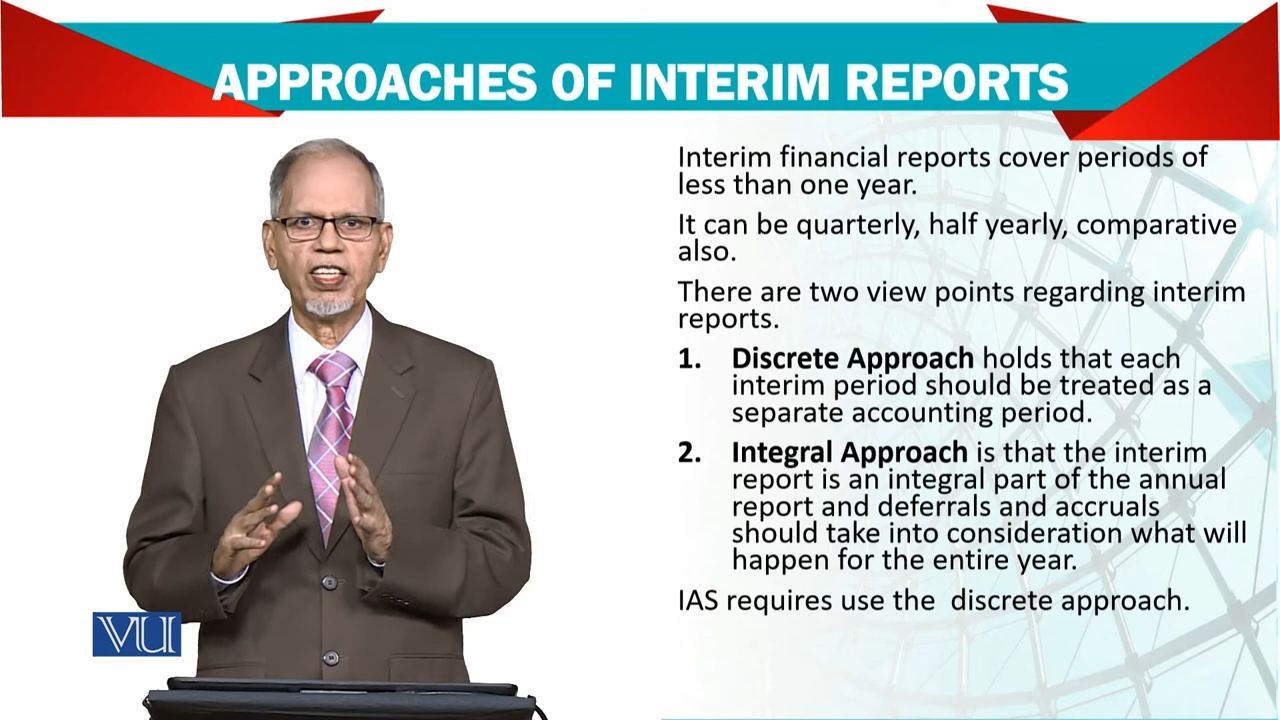 APPROACHES OF INTERIM REPORTS
Interim financial reports cover periods of
less than one year.
It can be quarterly, half yearly, comparative
also.
There are two view points regarding interim
reports.
1. Discrete Approach holds that each
interim period should be treated as a
separate accounting period.
2. Integral Approach is that the interim
report is an integral part of the annual
report and deferrals and accruals
should take into consideration what will
happen for the entire year.
IAS requires use the  discrete approach.
VU